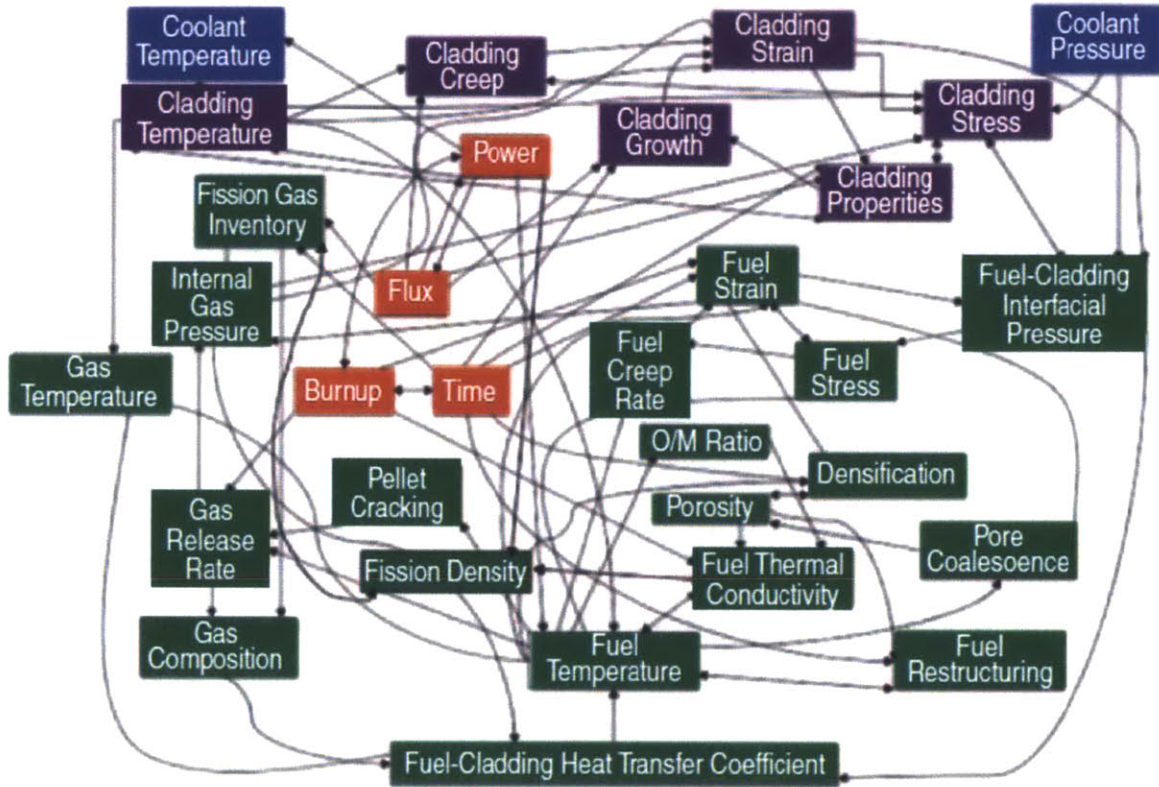 Coolant
Temperature
Cladding
Temperature
Cladding
Creep
Cladding
Strain
Coolant
Pressure
Cladding
Stress
Cladding
Growth
Power
Cladding
Properities
Fission Gas
Inventory
Internal
Gas
Pressure
Flux
Fuel
Strain
Fuel-Cladding
Interfacial
Pressure
Gas
Temperature
Burnup
Time
Fuel
Creep
Rate
Fuel
Stress
O/M Ratio
Densification
Pellet
Cracking
Porosity
Gas
Release
Rate
Fission Density
Fuel Thermal
Conductivity
Pore
Coalesoence
Gas
Composition
Fuel
Temperature
Fuel
Restructuring
Fuel-Cladding Heat Transfer Coefficient